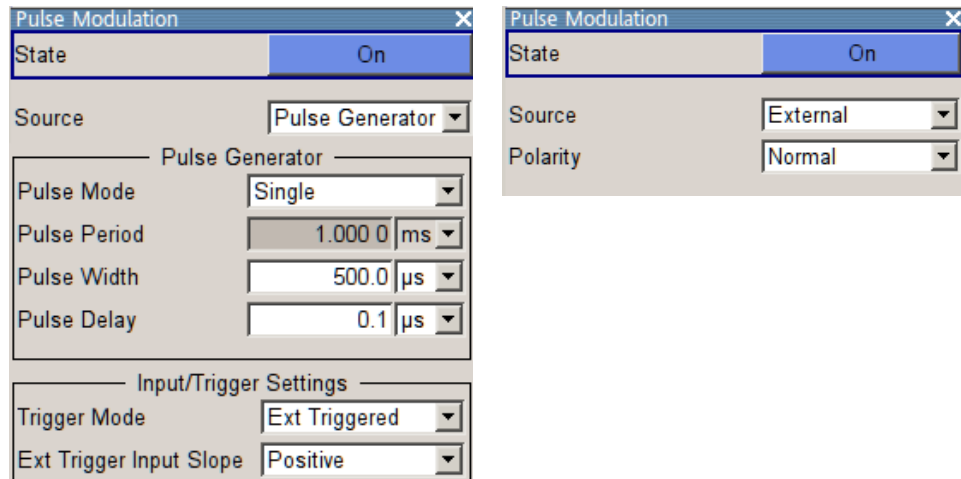 Pulse Modulation X
State On
Source Pulse Generator
Pulse Generator
Pulse Mode Single
Pulse Period 1.000 0 ms
Pulse Width 500.0 µs
Pulse Delay 0.1 µs
Input/Trigger Settings
Trigger Mode Ext Triggered
Ext Trigger Input Slope Positive
Pulse Modulation X
State On
Source External
Polarity Normal